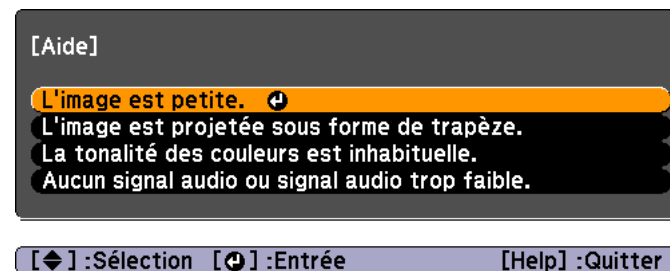 [Aide]
L'image est petite.
L'image est projetée sous forme de trapèze.
La tonalité des couleurs est inhabituelle.
Aucun signal audio ou signal audio trop faible.
[◆] :Sélection [↵] :Entrée [Help] :Quitter